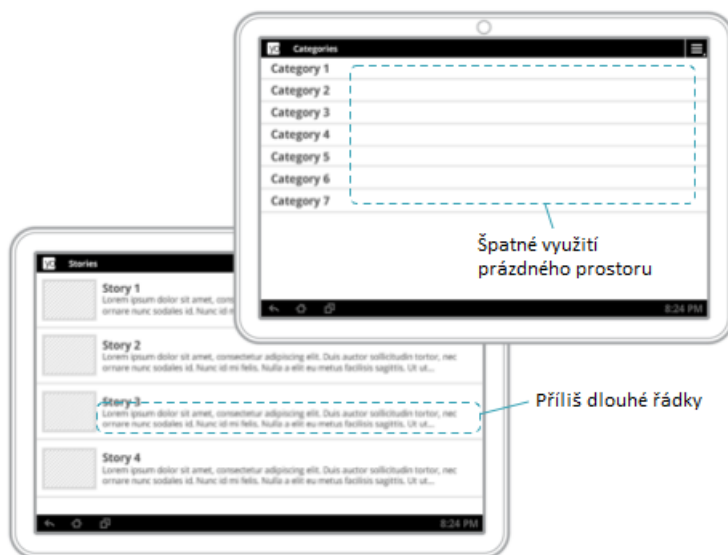 yo Categories
Category 1
Category 2
Category 3
Category 4
Category 5
Category 6
Category 7
8:24 PM
Špatné využití
prázdného prostoru
yo Stories
Story 1
Lorem ipsum dolor sit amet,
ornare nunc sodales id. Nunc id mi
Story 2
Lorem ipsum dolor sit amet, consectetur adipiscing elit. Duis auctor sollicitudin tortor, nec
ornare nunc sodales id. Nunc id mi felis. Nulla a elit eu metus facilisis sagittis. Ut ut...
Story 3
Lorem ipsum dolor sit amet, consectetur adipiscing elit. Duis auctor sollicitudin tortor, nec
ornare nunc sodales id. Nunc id mi felis. Nulla a elit eu metus facilisis sagittis. Ut ut...
Story 4
Lorem ipsum dolor sit amet, consectetur adipiscing elit. Duis auctor sollicitudin tortor, nec
ornare nunc sodales id. Nunc id mi felis. Nulla a elit eu metus facilisis sagittis. Ut ut...
8:24 PM
Příliš dlouhé řádky